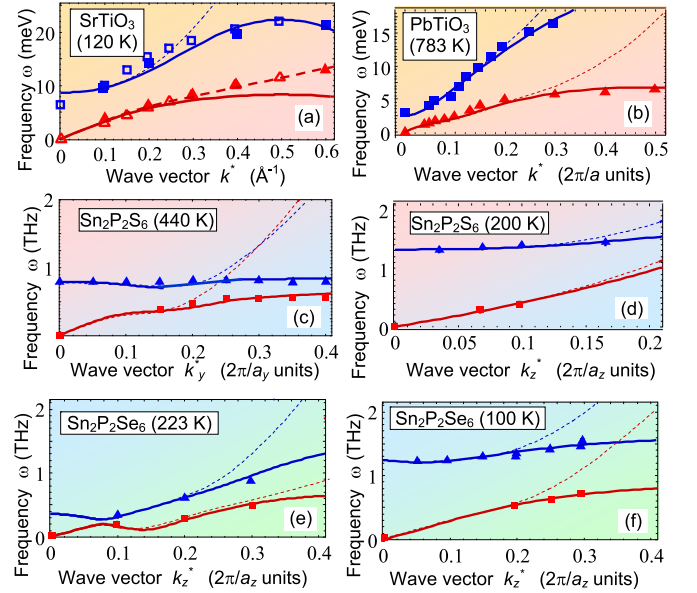 SrTiO3
(120 K)
Frequency ω (meV)
20
10
0
0
0.1
0.2
0.3
0.4
0.5
0.6
(a)
Wave vector k* (Å-1)
PbTiO3
(783 K)
Frequency ω (meV)
15
10
5
0
0
0.1
0.2
0.3
0.4
0.5
(b)
Wave vector k* (2π/a units)
Sn2P2S6 (440 K)
Frequency ω (THz)
2
1
0
0
0.1
0.2
0.3
0.4
(c)
Wave vector k*y (2π/ay units)
Sn2P2S6 (200 K)
Frequency ω (THz)
2
1
0
0
0.05
0.1
0.15
0.2
(d)
Wave vector kz* (2π/az units)
Sn2P2Se6 (223 K)
Frequency ω (THz)
2
1
0
0
0.1
0.2
0.3
0.4
(e)
Wave vector kz* (2π/az units)
Sn2P2Se6 (100 K)
Frequency ω (THz)
2
1
0
0
0.1
0.2
0.3
0.4
(f)
Wave vector kz* (2π/az units)